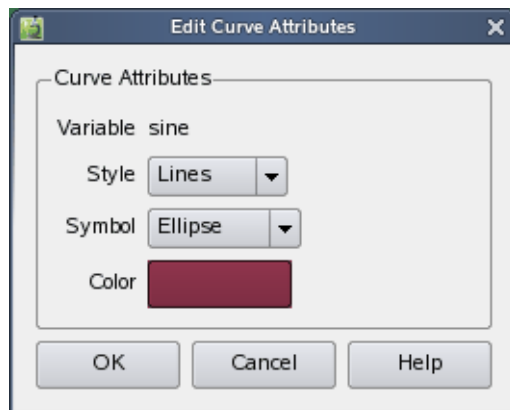 Edit Curve Attributes
Curve Attributes
Variable sine
Style Lines
Symbol Ellipse
Color
OK Cancel Help